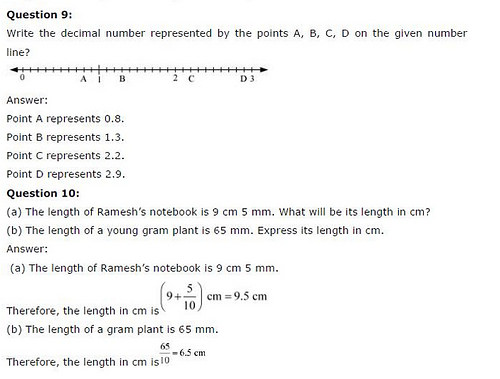 Question 9:
Write the decimal number represented by the points A, B, C, D on the given number
line?
0 A 1 B 2 C D 3
Answer:
Point A represents 0.8.
Point B represents 1.3.
Point C represents 2.2.
Point D represents 2.9.
Question 10:
(a) The length of Ramesh’s notebook is 9 cm 5 mm. What will be its length in cm?
(b) The length of a young gram plant is 65 mm. Express its length in cm.
Answer:
(a) The length of Ramesh’s notebook is 9 cm 5 mm.
Therefore, the length in cm is (9 + 5/10) cm = 9.5 cm
(b) The length of a gram plant is 65 mm.
Therefore, the length in cm is 65/10 = 6.5 cm